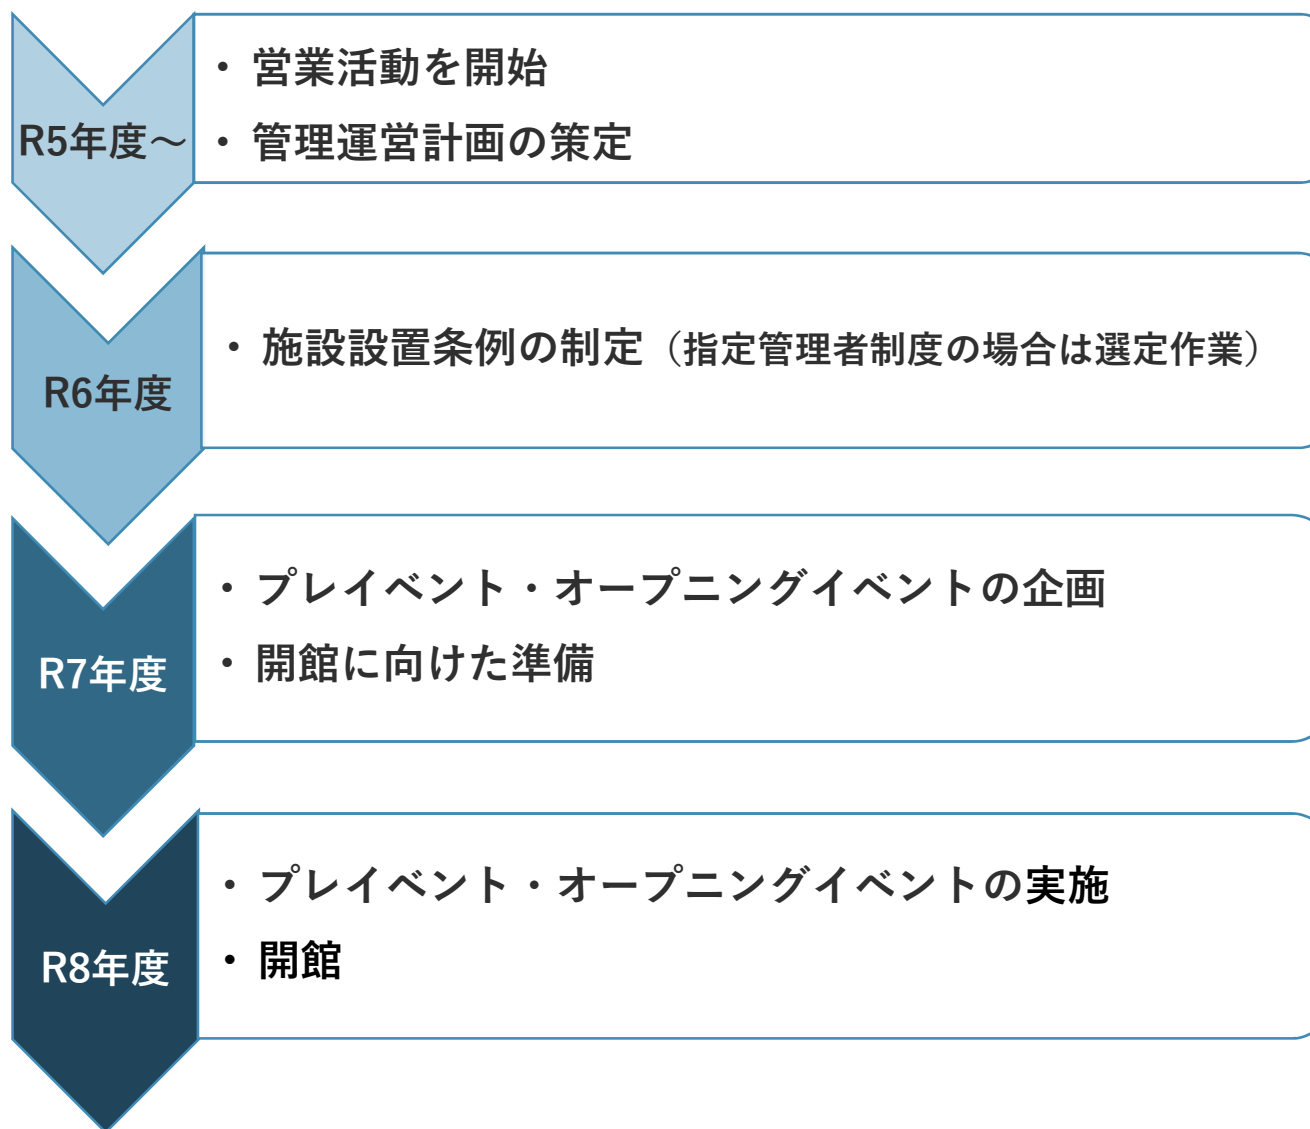 R5年度～
・営業活動を開始
・管理運営計画の策定
R6年度
・施設設置条例の制定（指定管理者制度の場合は選定作業）
R7年度
・プレイベント・オープニングイベントの企画
・開館に向けた準備
R8年度
・プレイベント・オープニングイベントの実施
・開館